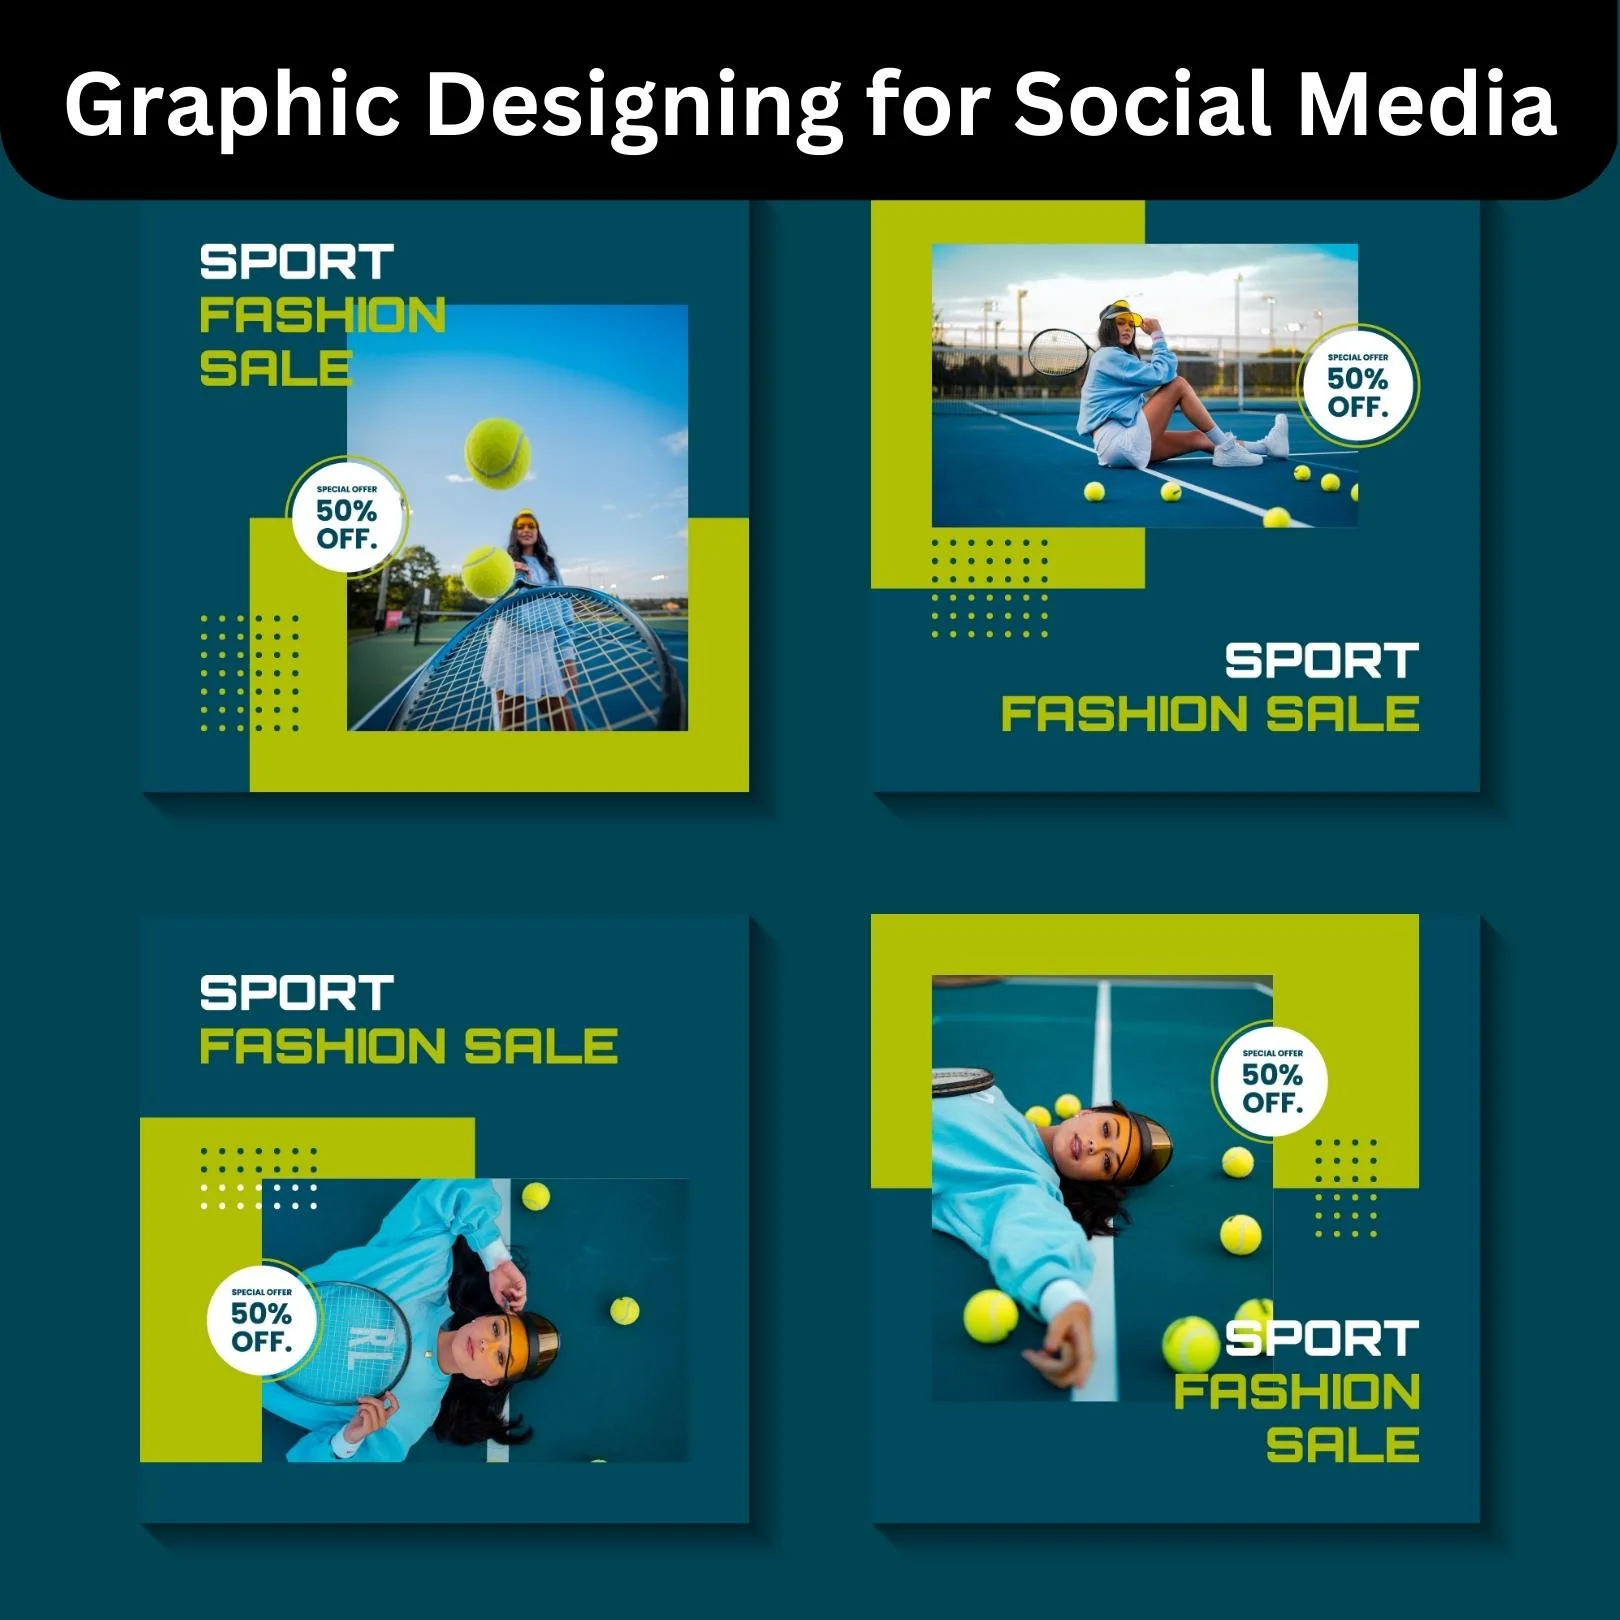 Graphic Designing for Social Media
SPORT
FASHION
SALE
SPECIAL OFFER
50%
OFF.
SPECIAL OFFER
50%
OFF.
SPORT
FASHION SALE
SPORT
FASHION SALE
SPECIAL OFFER
50%
OFF.
RL
SPECIAL OFFER
50%
OFF.
SPORT
FASHION
SALE